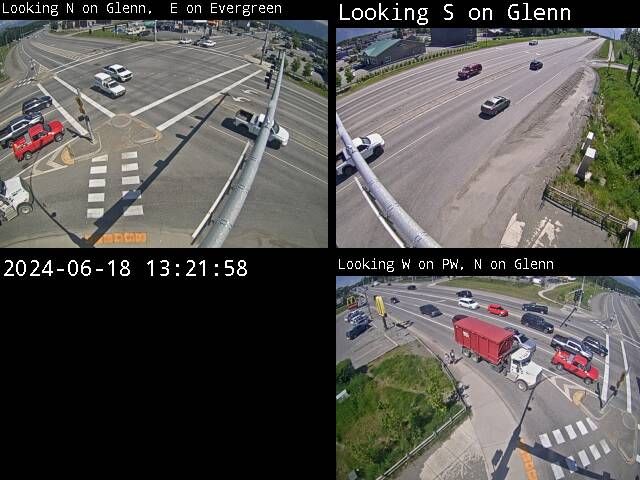 Looking N on Glenn, E on Evergreen
Looking S on Glenn
2024-06-18 13:21:58
Looking W on PW, N on Glenn